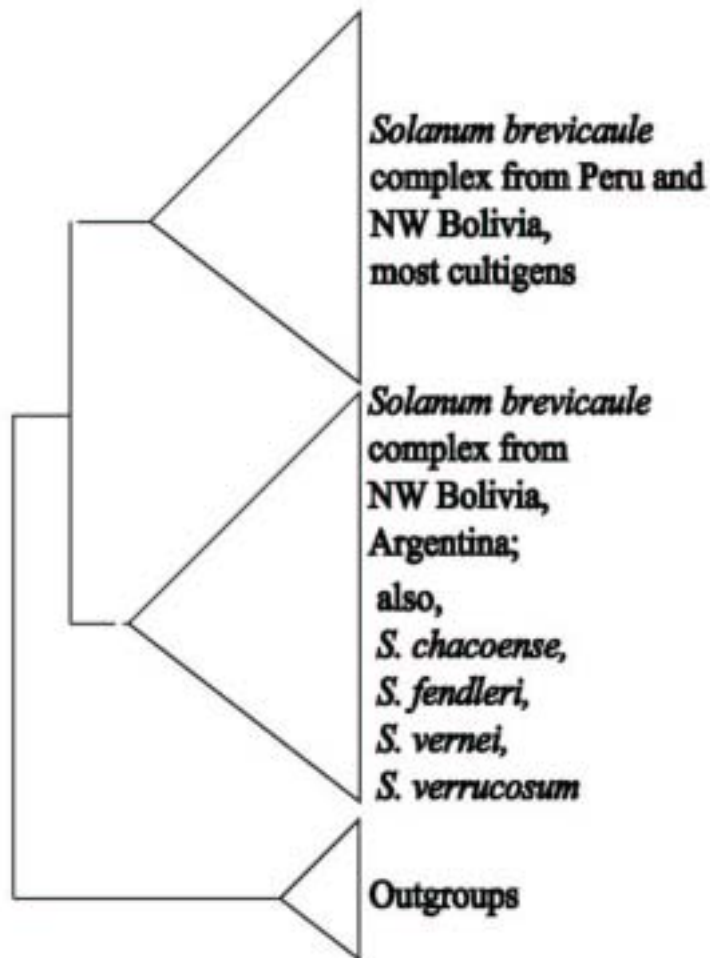 Solanum brevicaule
complex from Peru and
NW Bolivia,
most cultigens
Solanum brevicaule
complex from
NW Bolivia,
Argentina;
also,
S. chacoense,
S. fendleri,
S. vernei,
S. verrucosum
Outgroups